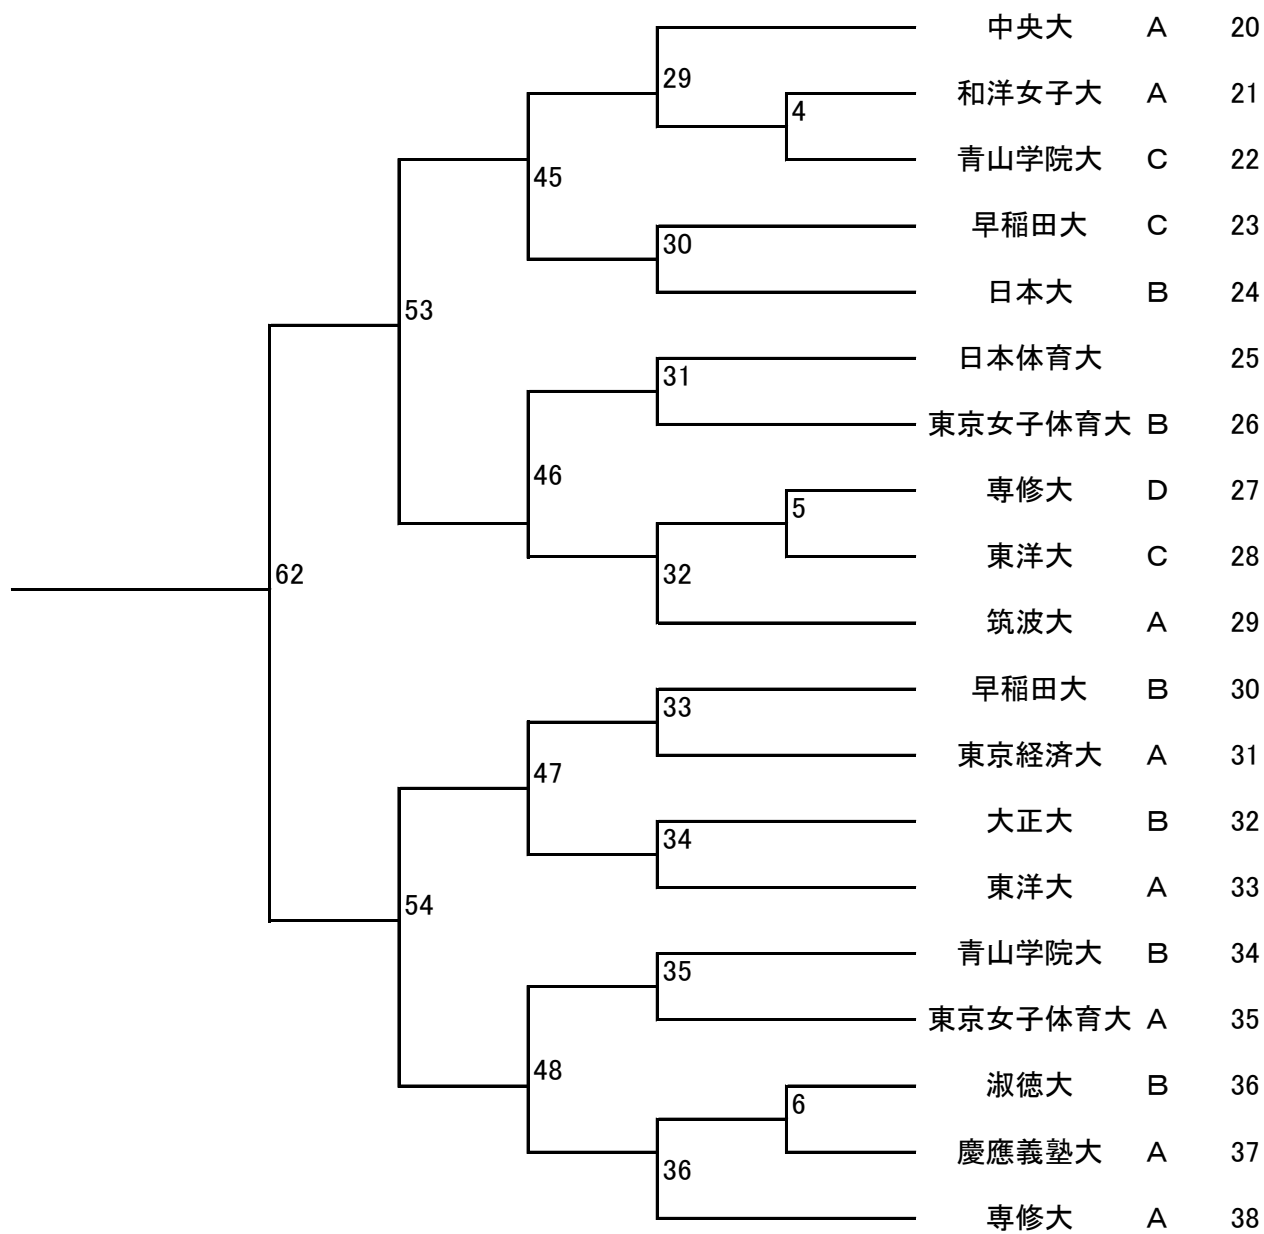 中央大 A 20
29
和洋女子大 A 21
4
青山学院大 C 22
45
早稲田大 C 23
30
日本大 B 24
53
日本体育大 25
31
東京女子体育大 B 26
46
専修大 D 27
5
東洋大 C 28
62
32
筑波大 A 29
早稲田大 B 30
33
東京経済大 A 31
47
大正大 B 32
34
東洋大 A 33
54
青山学院大 B 34
35
東京女子体育大 A 35
48
淑徳大 B 36
6
慶應義塾大 A 37
36
専修大 A 38